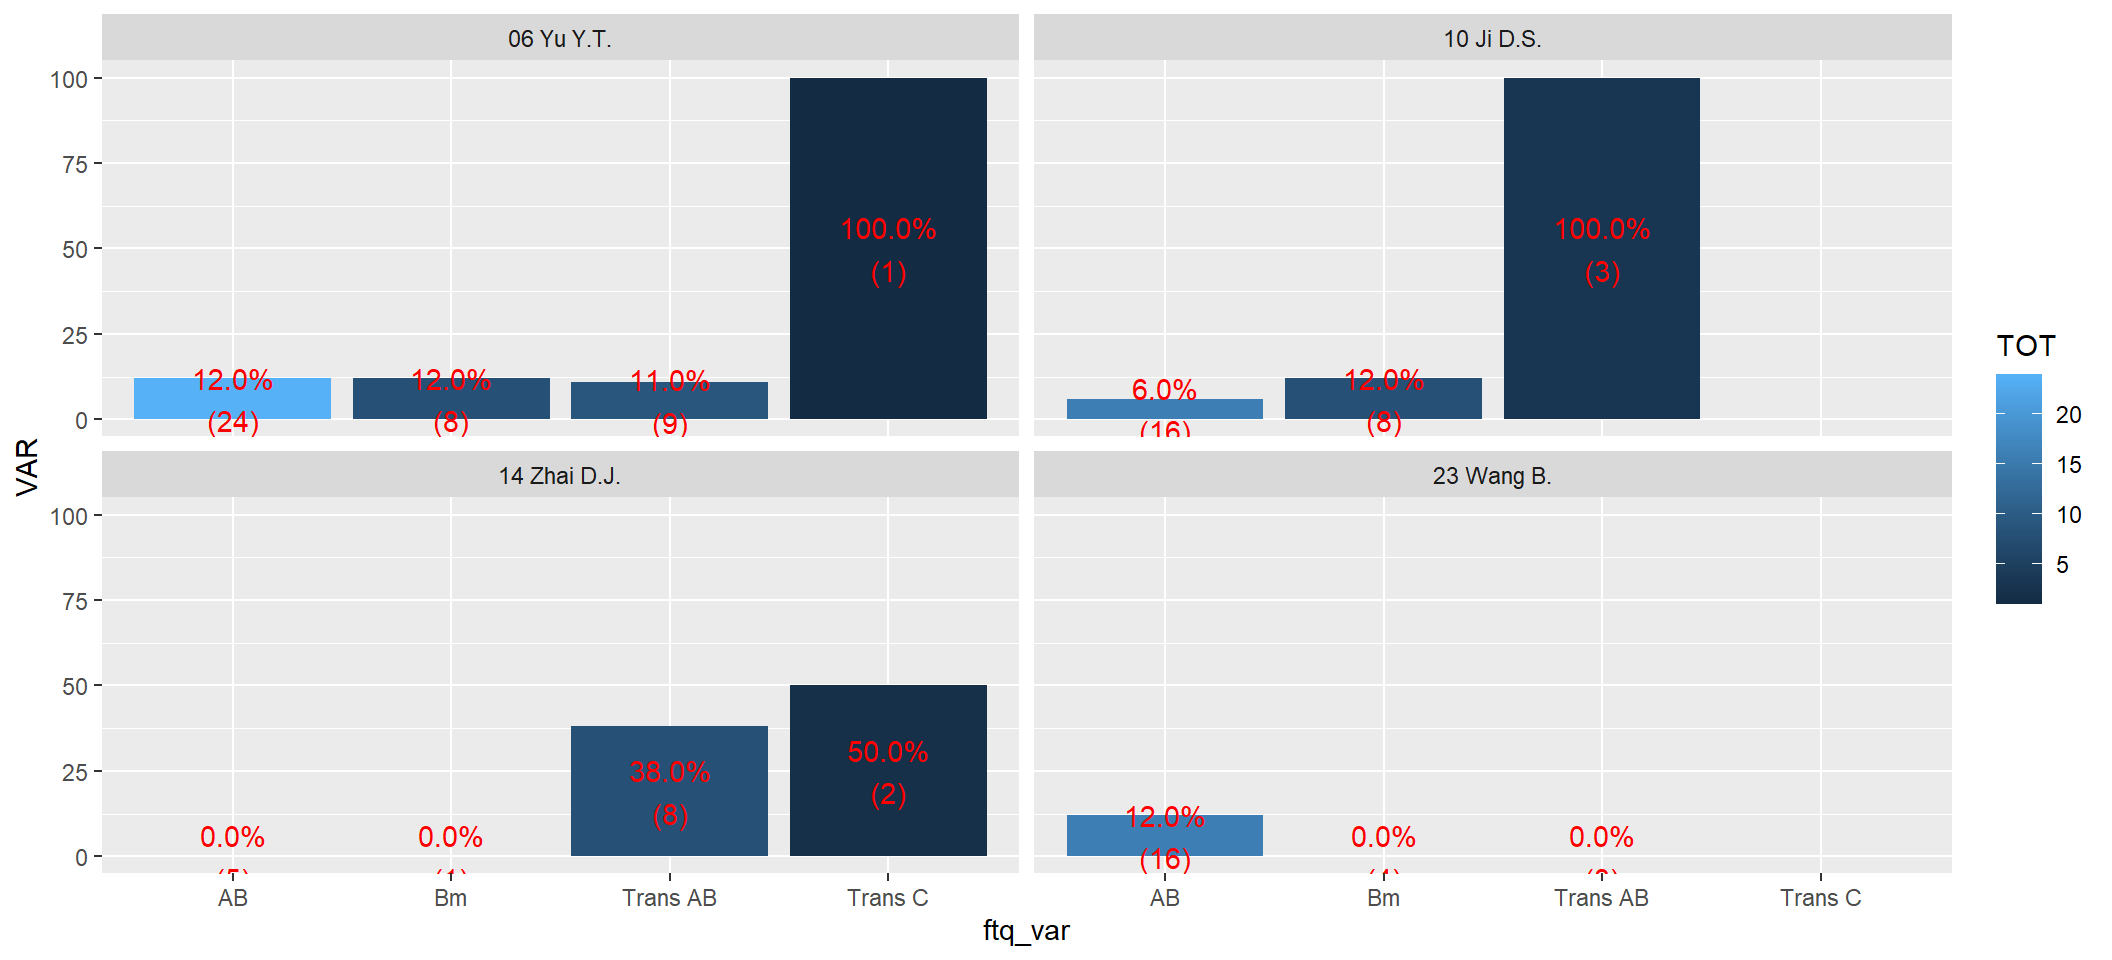 06 Yu Y.T.
10 Ji D.S.
100
75
50
25
0
12.0%
(24)
12.0%
(8)
11.0%
(9)
100.0%
(1)
6.0%
(16)
12.0%
(8)
100.0%
(3)
14 Zhai D.J.
23 Wang B.
100
75
50
25
0
0.0%
0.0%
38.0%
(8)
50.0%
(2)
12.0%
(16)
0.0%
0.0%
AB
Bm
Trans AB
Trans C
AB
Bm
Trans AB
Trans C
VAR
ftq_var
TOT
20
15
10
5